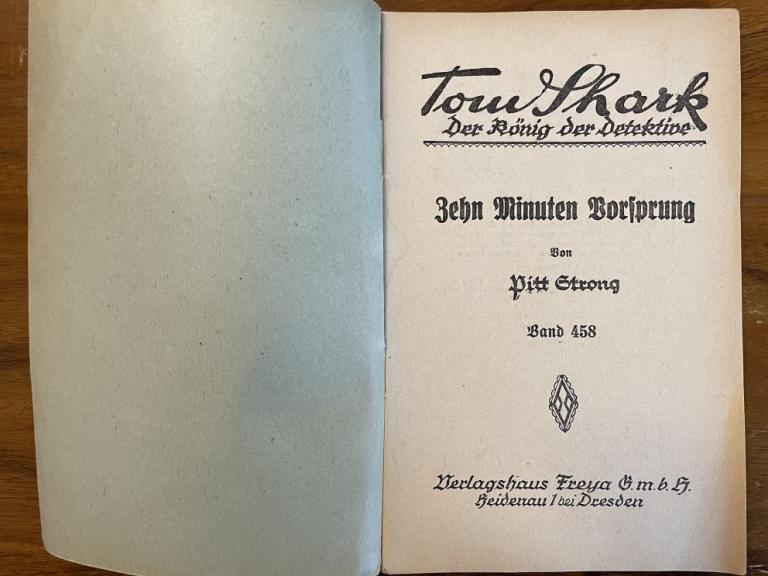 Tom Shark
Der König der Detektive
Zehn Minuten Vorsprung
Von
Pitt Strong
Band 458
Verlagshaus Freya G.m.b.H.
Heidenau 1 bei Dresden